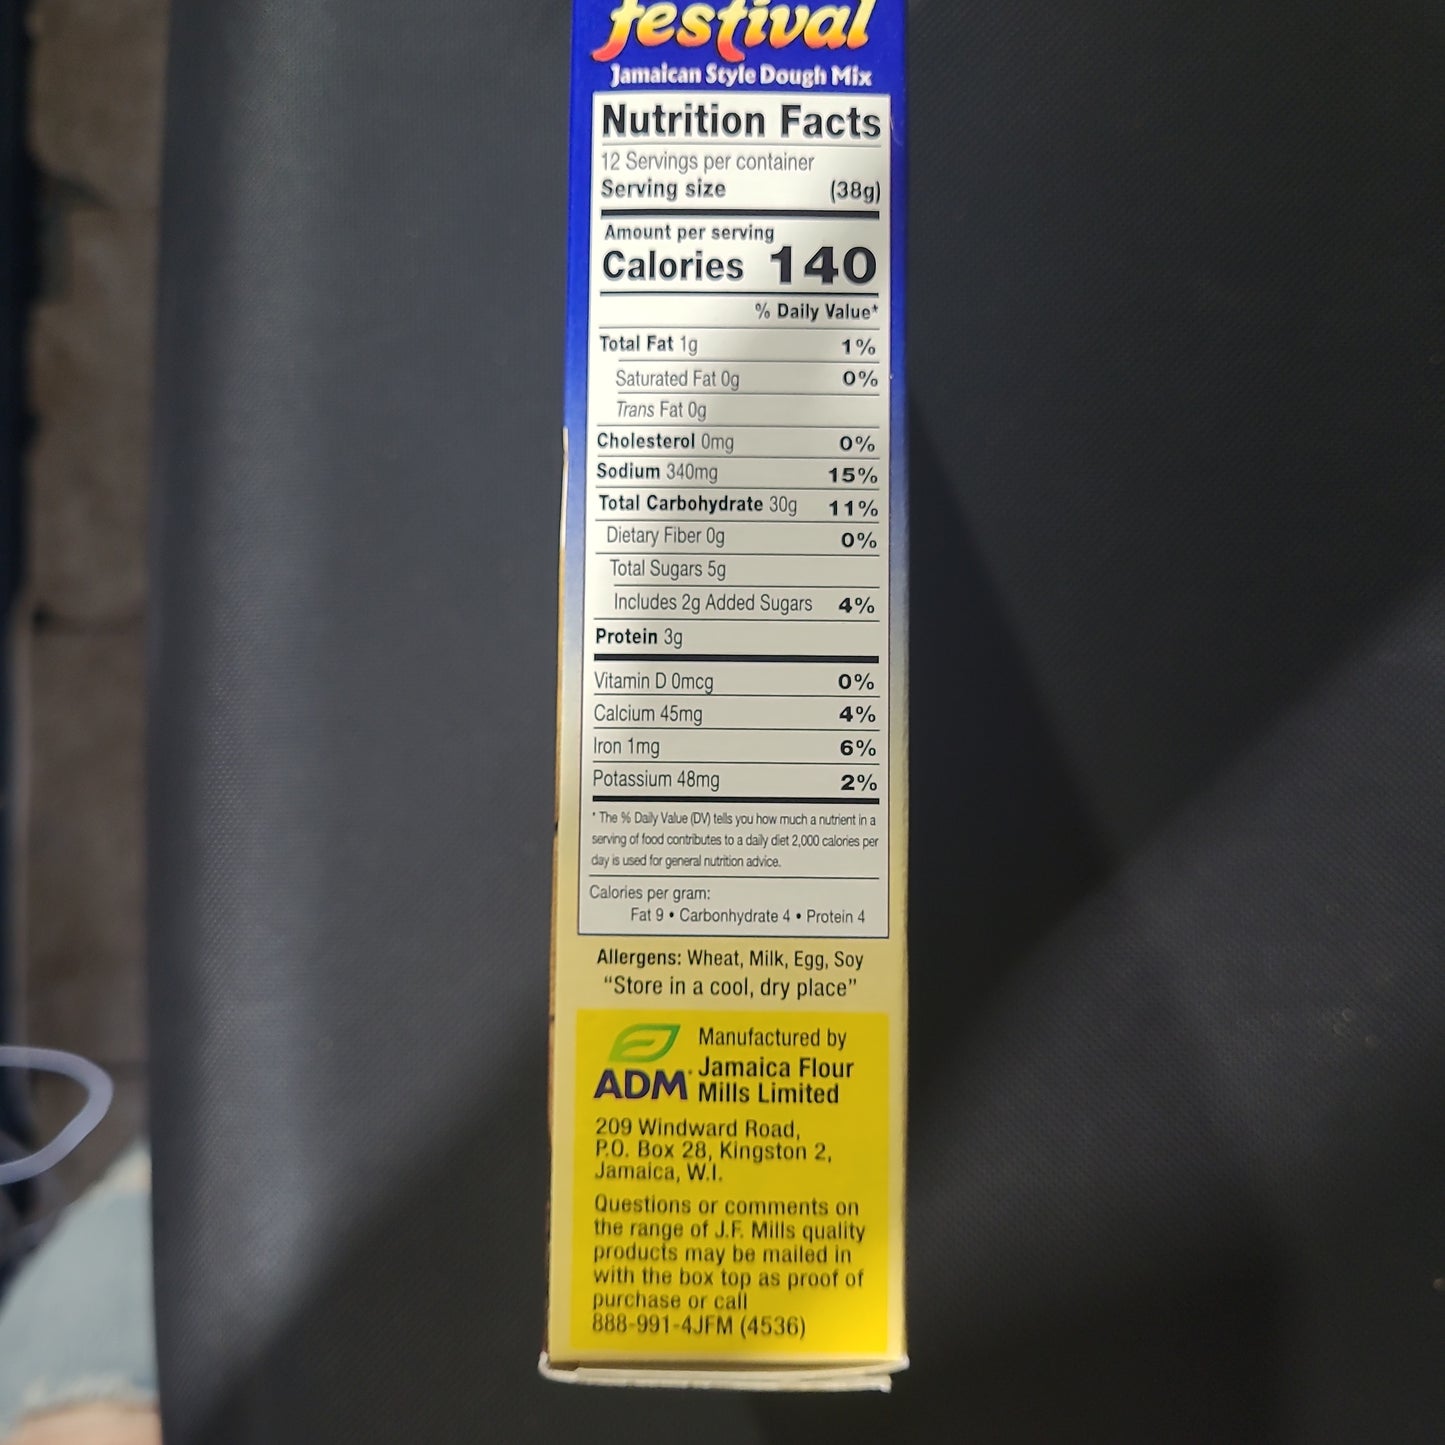 festival
Jamaican Style Dough Mix
Nutrition Facts
12 Servings per container
Serving size (38g)
Amount per serving
Calories 140
% Daily Value*
Total Fat 1g 1%
Saturated Fat 0g 0%
Trans Fat 0g
Cholesterol 0mg 0%
Sodium 340mg 15%
Total Carbohydrate 30g 11%
Dietary Fiber 0g 0%
Total Sugars 5g
Includes 2g Added Sugars 4%
Protein 3g
Vitamin D 0mcg 0%
Calcium 45mg 4%
Iron 1mg 6%
Potassium 48mg 2%
* The % Daily Value (DV) tells you how much a nutrient in a
serving of food contributes to a daily diet 2,000 calories per
day is used for general nutrition advice.
Calories per gram:
Fat 9 • Carbonhydrate 4 • Protein 4
Allergens: Wheat, Milk, Egg, Soy
“Store in a cool, dry place”
ADM
Manufactured by
Jamaica Flour
Mills Limited
209 Windward Road,
P.O. Box 28, Kingston 2,
Jamaica, W.I.
Questions or comments on
the range of J.F. Mills quality
products may be mailed in
with the box top as proof of
purchase or call
888-991-4JFM (4536)